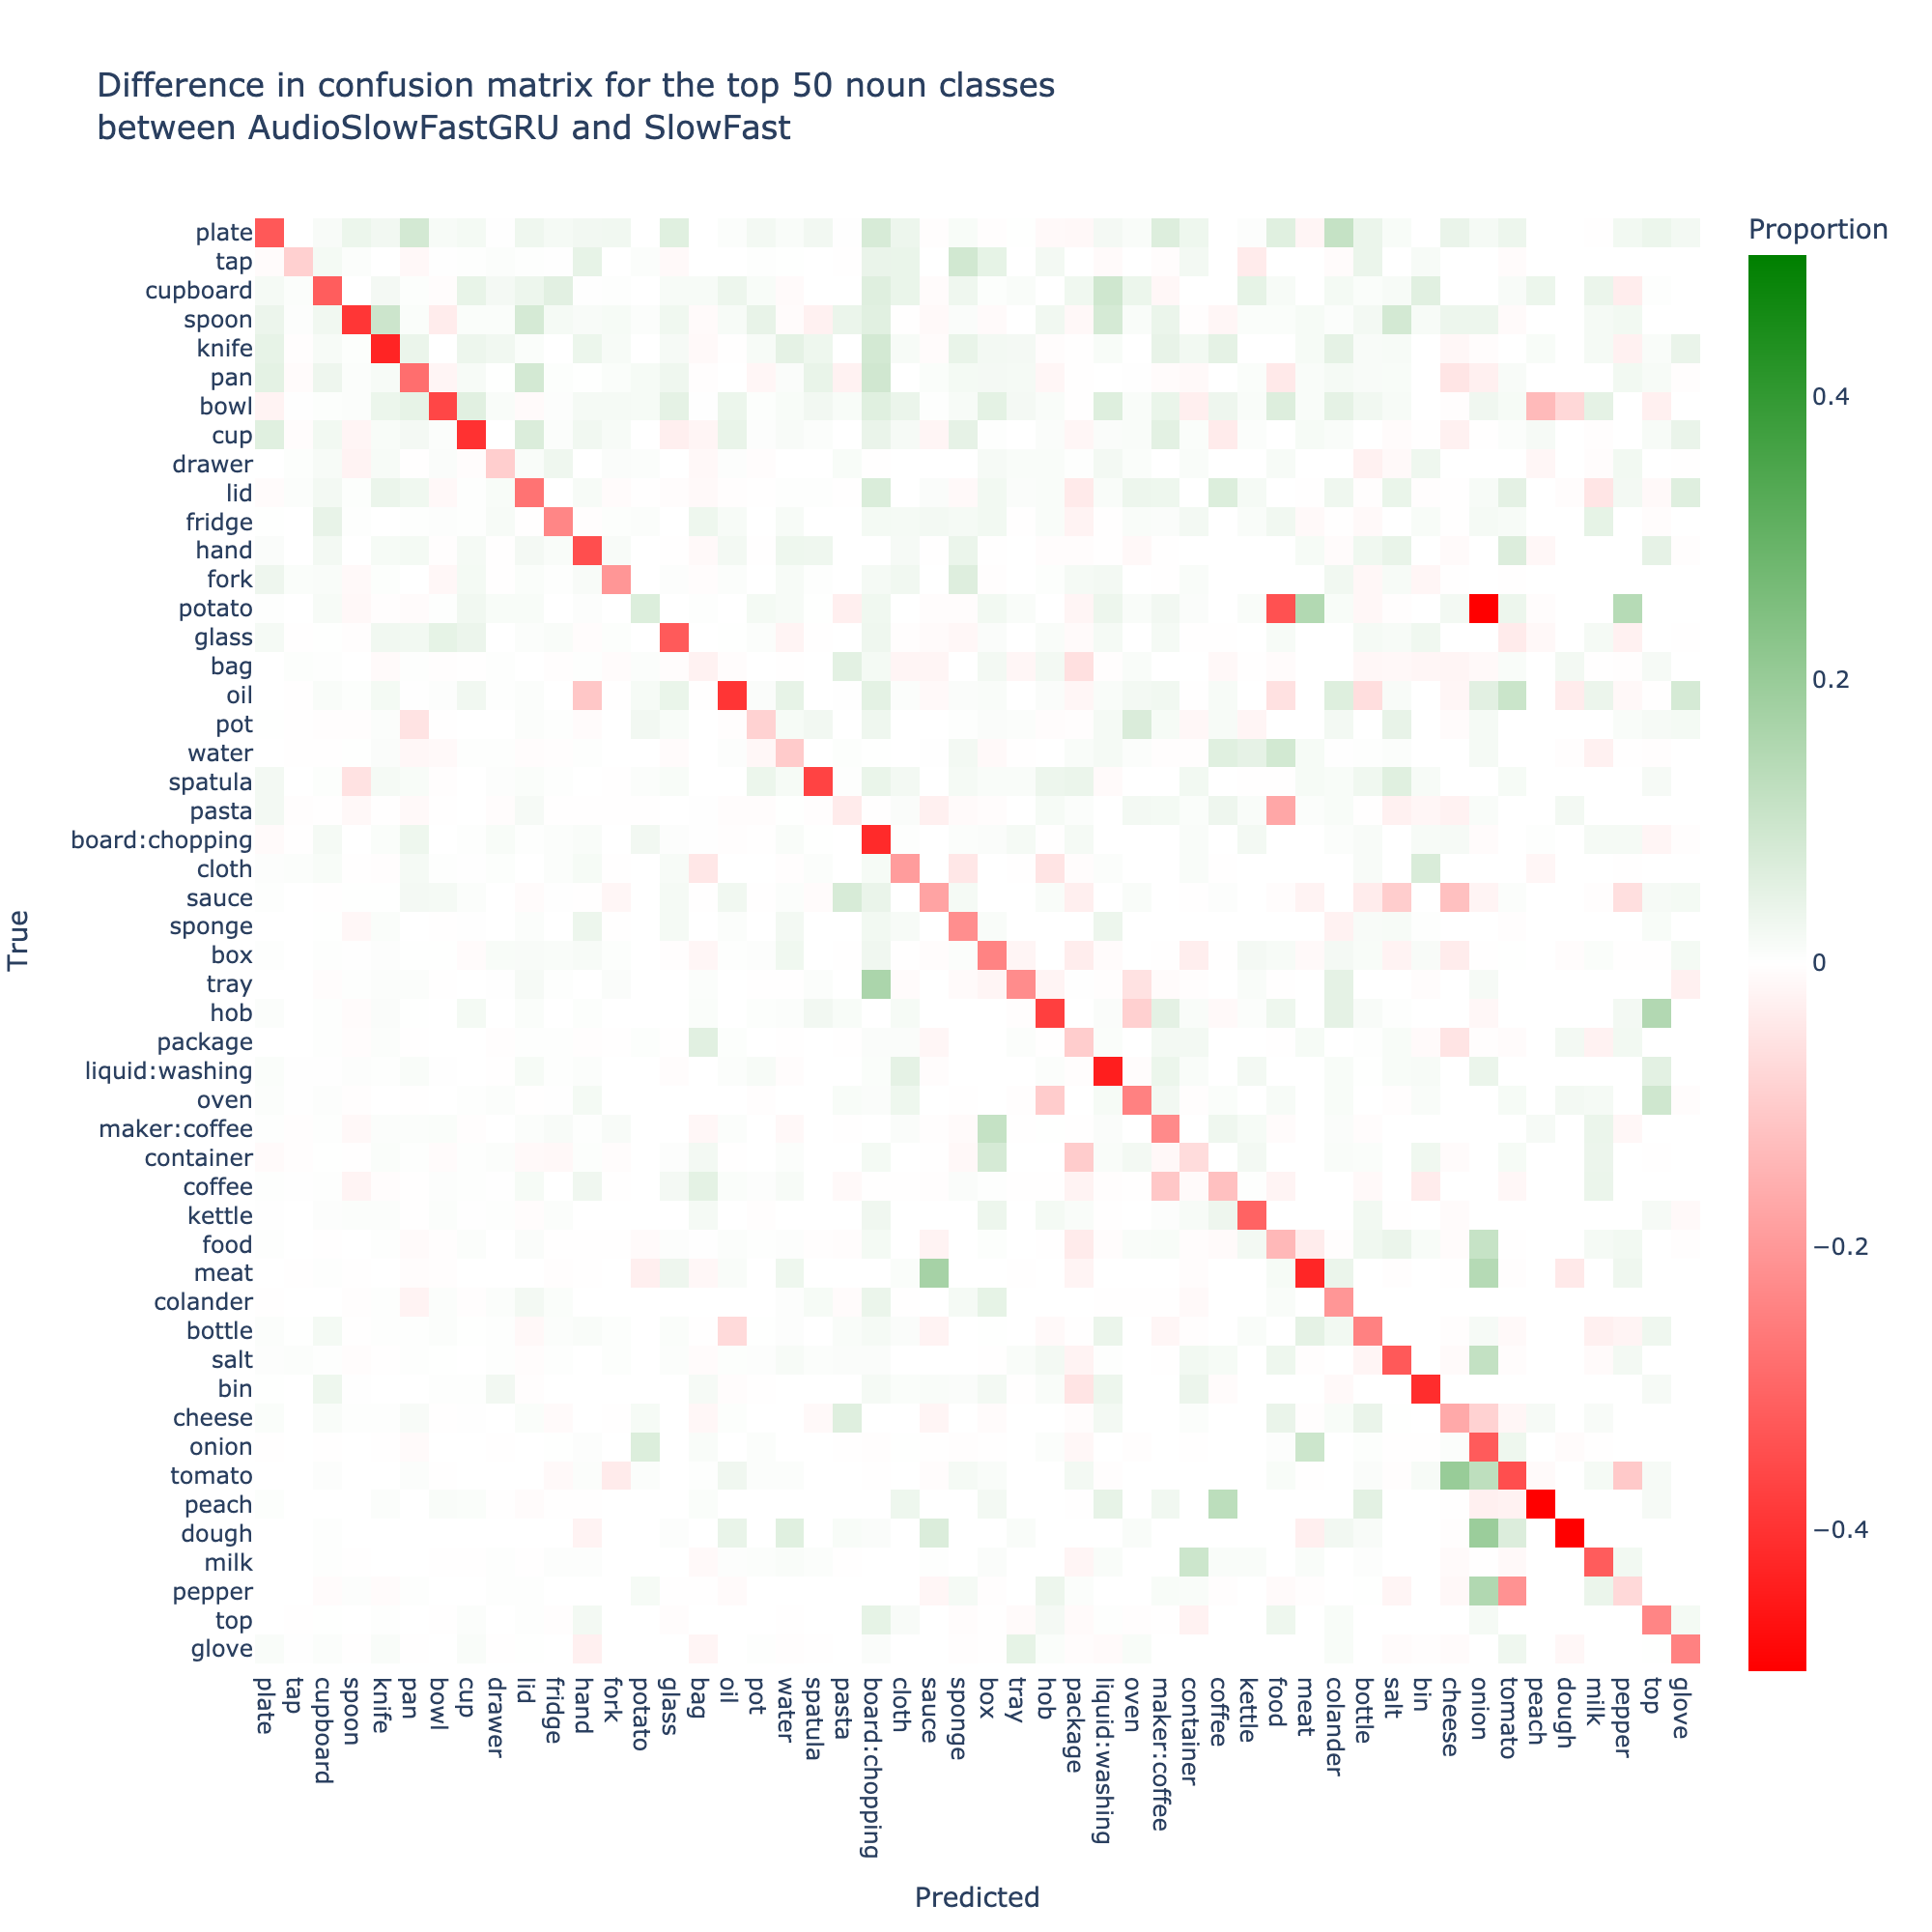 Difference in confusion matrix for the top 50 noun classes
between AudioSlowFastGRU and SlowFast
Proportion
0.4
0.2
0
−0.2
−0.4
True
plate
tap
cupboard
spoon
knife
pan
bowl
cup
drawer
lid
fridge
hand
fork
potato
glass
bag
oil
pot
water
spatula
pasta
board:chopping
cloth
sauce
sponge
box
tray
hob
package
liquid:washing
oven
maker:coffee
container
coffee
kettle
food
meat
colander
bottle
salt
bin
cheese
onion
tomato
peach
dough
milk
pepper
top
glove
plate
tap
cupboard
spoon
knife
pan
bowl
cup
drawer
lid
fridge
hand
fork
potato
glass
bag
oil
pot
water
spatula
pasta
board:chopping
cloth
sauce
sponge
box
tray
hob
package
liquid:washing
oven
maker:coffee
container
coffee
kettle
food
meat
colander
bottle
salt
bin
cheese
onion
tomato
peach
dough
milk
pepper
top
glove
Predicted